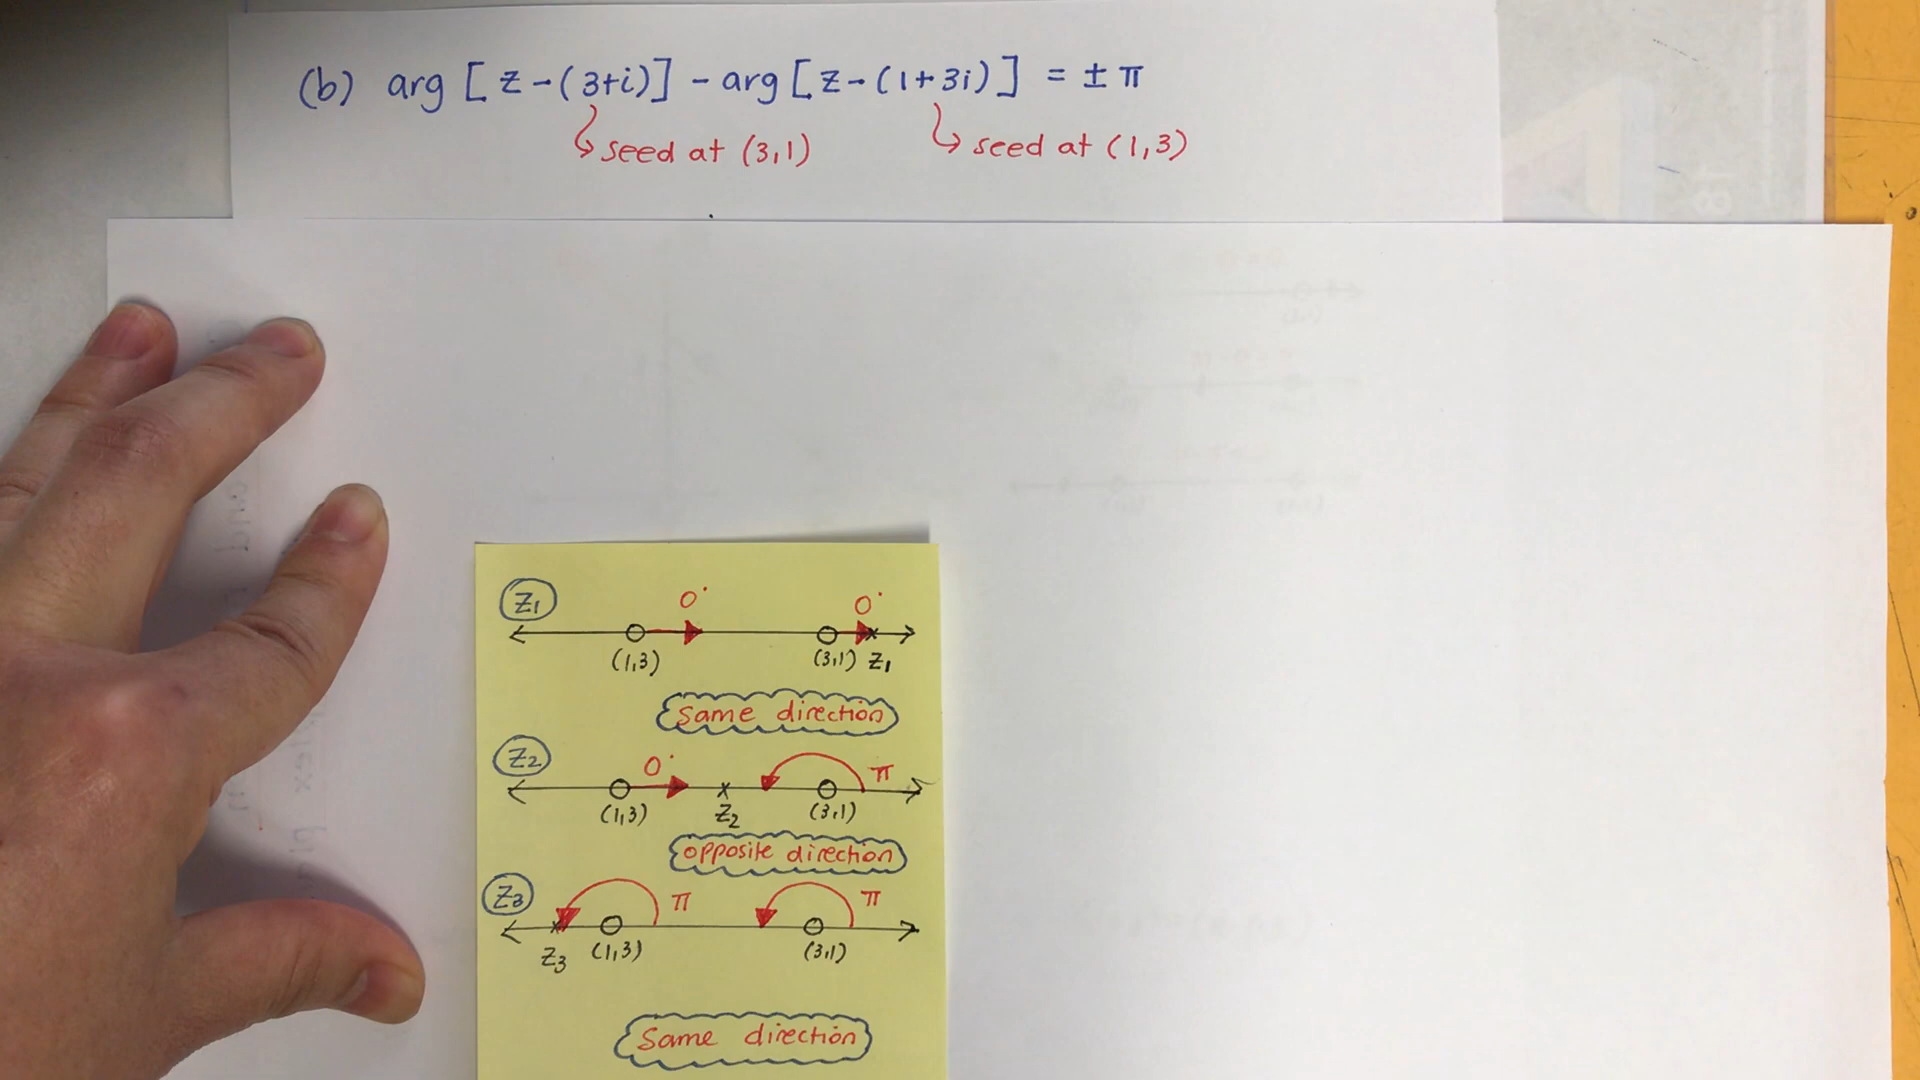 (b) arg [ z - (3+i)] - arg [ z - (1+3i) ] = ± π
seed at (3,1) seed at (1,3)
Z1 0° 0°
(1,3) (3,1) Z1
Same direction
Z2 0° π
(1,3) Z2 (3,1)
opposite direction
Z3 π π
Z3 (1,3) (3,1)
Same direction